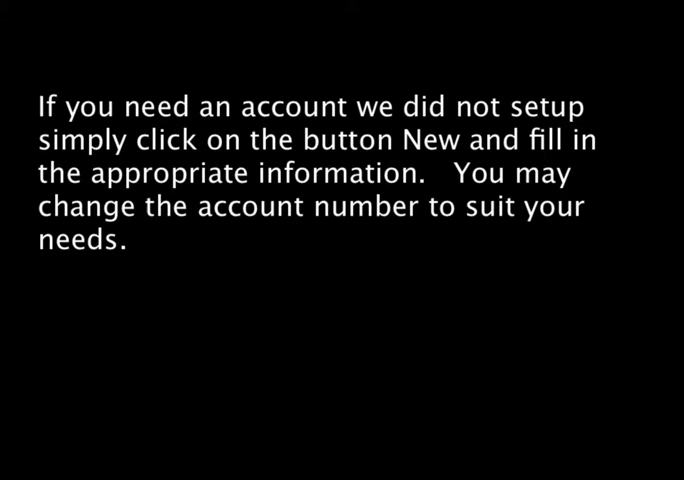 If you need an account we did not setup
simply click on the button New and fill in
the appropriate information.   You may
change the account number to suit your
needs.